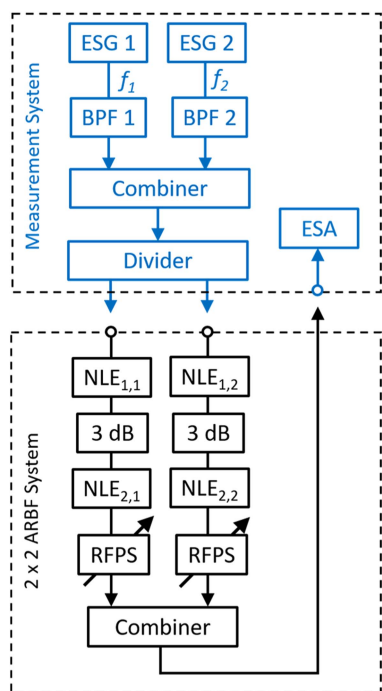 Measurement System
ESG 1 ESG 2
f1 f2
BPF 1 BPF 2
Combiner
Divider
ESA
2 x 2 ARBF System
NLE1,1 NLE1,2
3 dB 3 dB
NLE2,1 NLE2,2
RFPS RFPS
Combiner